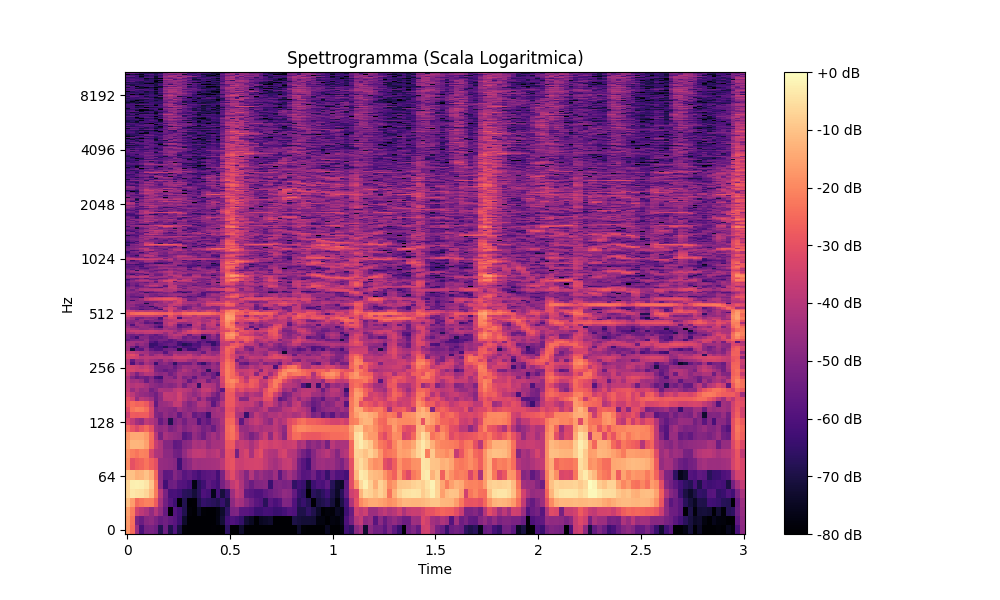 Spettrogramma (Scala Logaritmica)
Hz
8192
4096
2048
1024
512
256
128
64
0
0
0.5
1
1.5
2
2.5
3
Time
+0 dB
-10 dB
-20 dB
-30 dB
-40 dB
-50 dB
-60 dB
-70 dB
-80 dB